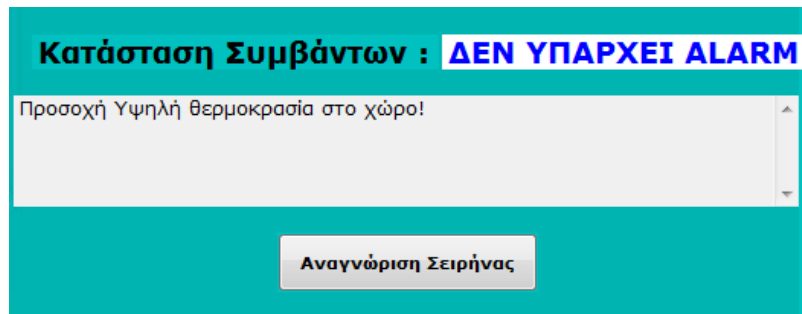 Κατάσταση Συμβάντων : ΔΕΝ ΥΠΑΡΧΕΙ ALARM
Προσοχή Υψηλή θερμοκρασία στο χώρο!
Αναγνώριση Σειρήνας